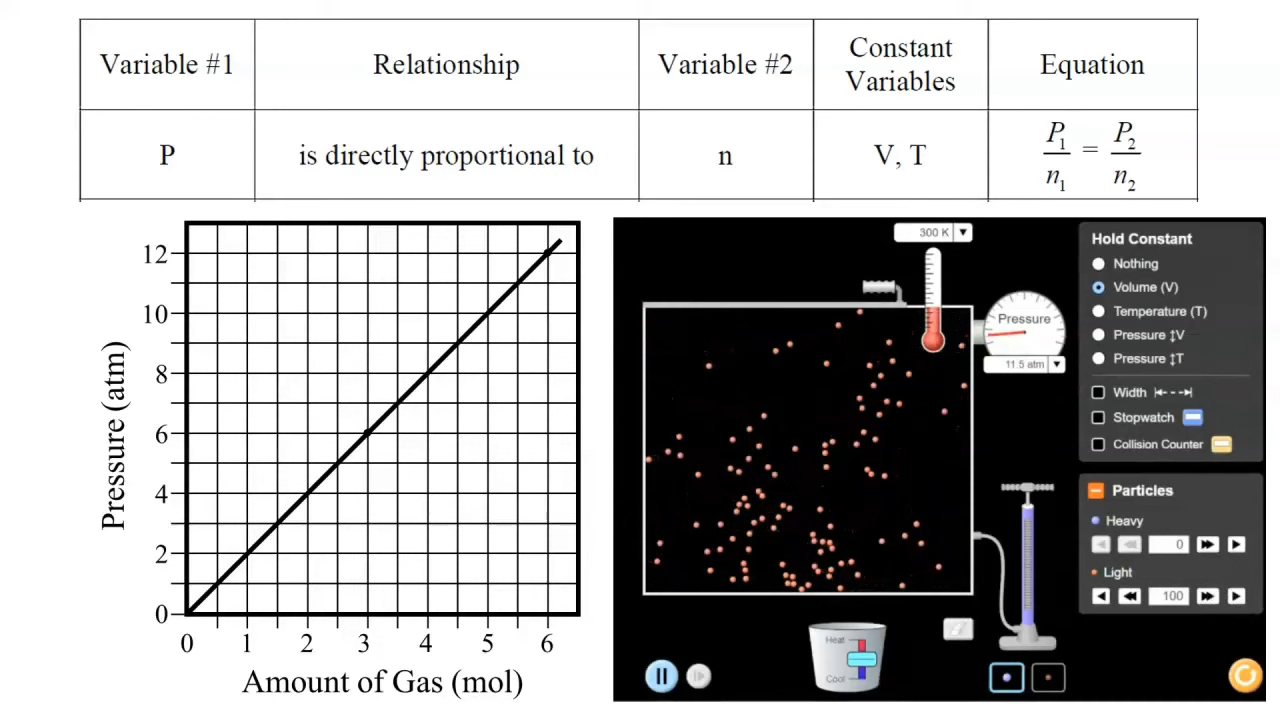 Variable #1
Relationship
Variable #2
Constant
Variables
Equation
P
is directly proportional to
n
V, T
P₁/n₁ = P₂/n₂
12
10
8
6
4
2
0
Pressure (atm)
0 1 2 3 4 5 6
Amount of Gas (mol)
300 K
Pressure
11.5 atm
Heat
Cool
Hold Constant
Nothing
Volume (V)
Temperature (T)
Pressure ↕V
Pressure ↕T
Width
Stopwatch
Collision Counter
Particles
Heavy
0
Light
100